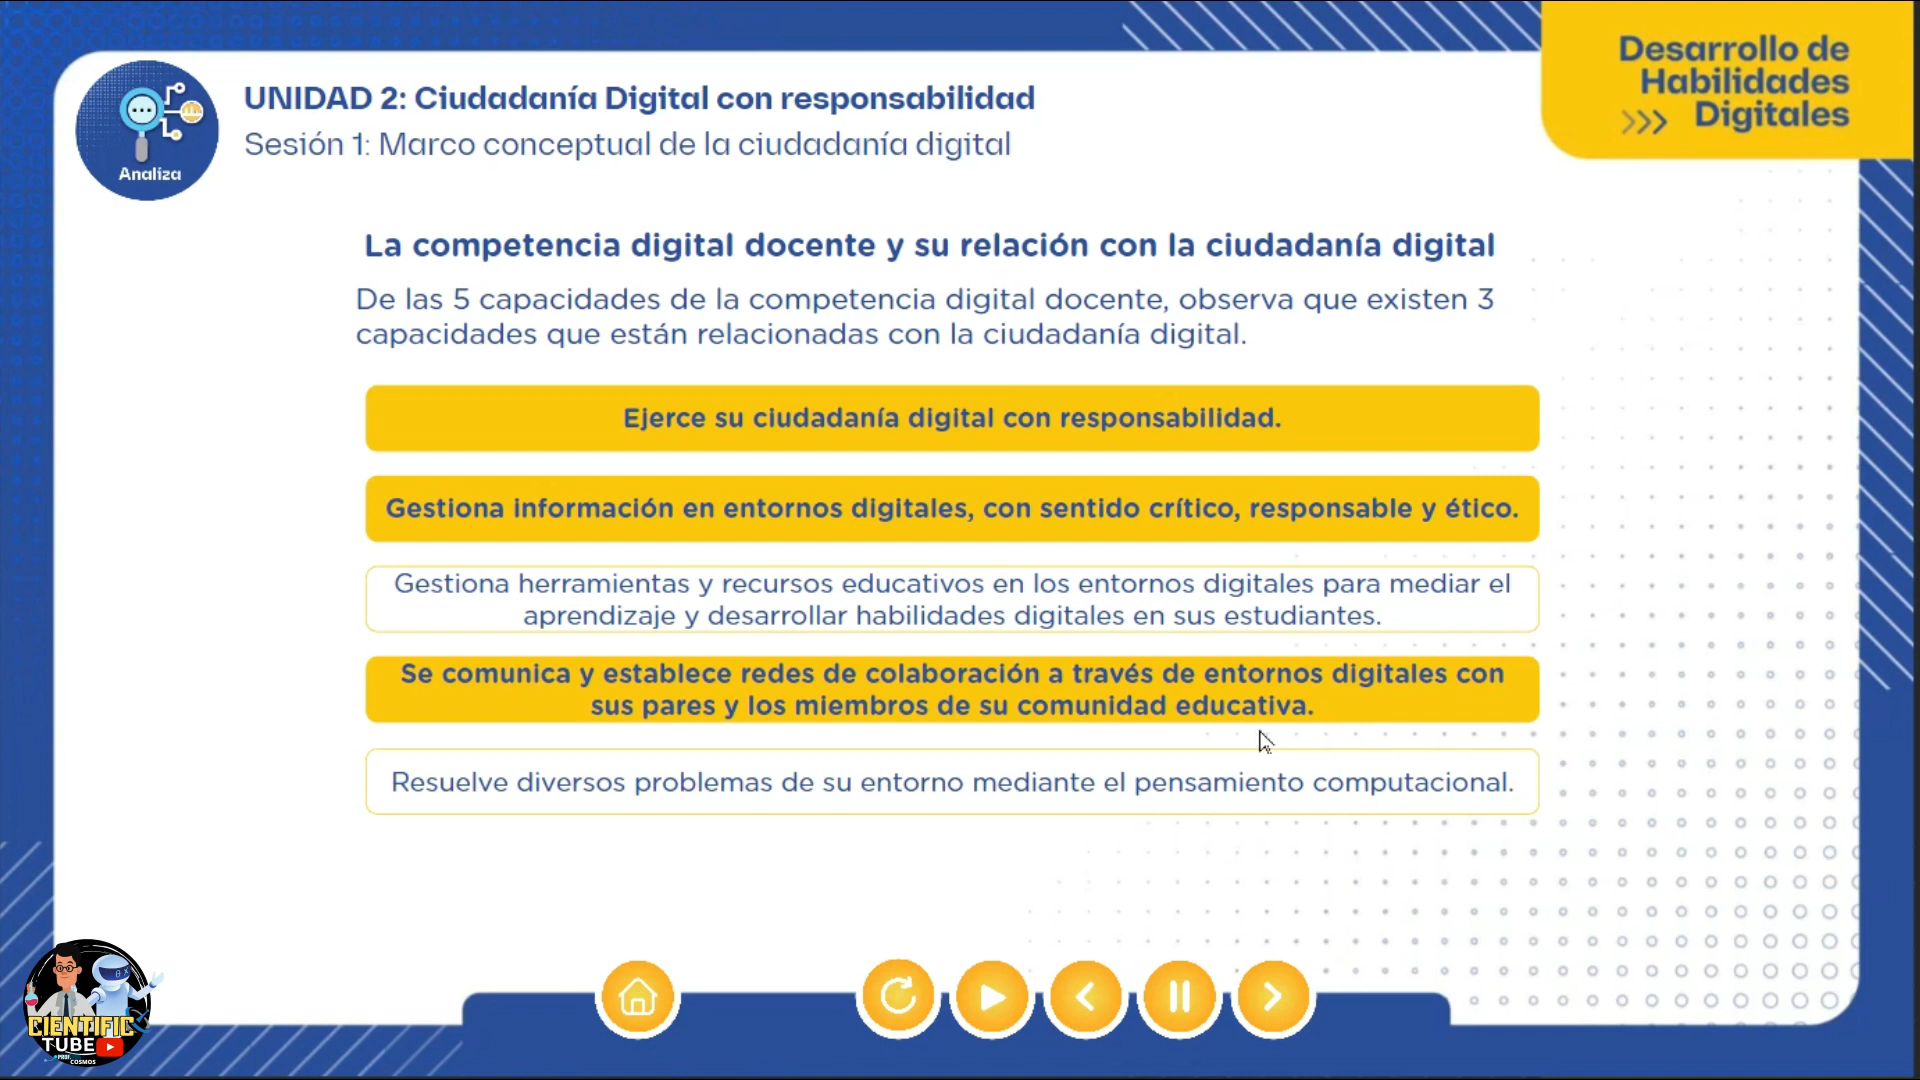 Desarrollo de
Habilidades
Digitales
Analiza
UNIDAD 2: Ciudadanía Digital con responsabilidad
Sesión 1: Marco conceptual de la ciudadanía digital
La competencia digital docente y su relación con la ciudadanía digital
De las 5 capacidades de la competencia digital docente, observa que existen 3
capacidades que están relacionadas con la ciudadanía digital.
Ejerce su ciudadanía digital con responsabilidad.
Gestiona información en entornos digitales, con sentido crítico, responsable y ético.
Gestiona herramientas y recursos educativos en los entornos digitales para mediar el
aprendizaje y desarrollar habilidades digitales en sus estudiantes.
Se comunica y establece redes de colaboración a través de entornos digitales con
sus pares y los miembros de su comunidad educativa.
Resuelve diversos problemas de su entorno mediante el pensamiento computacional.
CIENTIFIC
TUBE
PROF
COSMOS